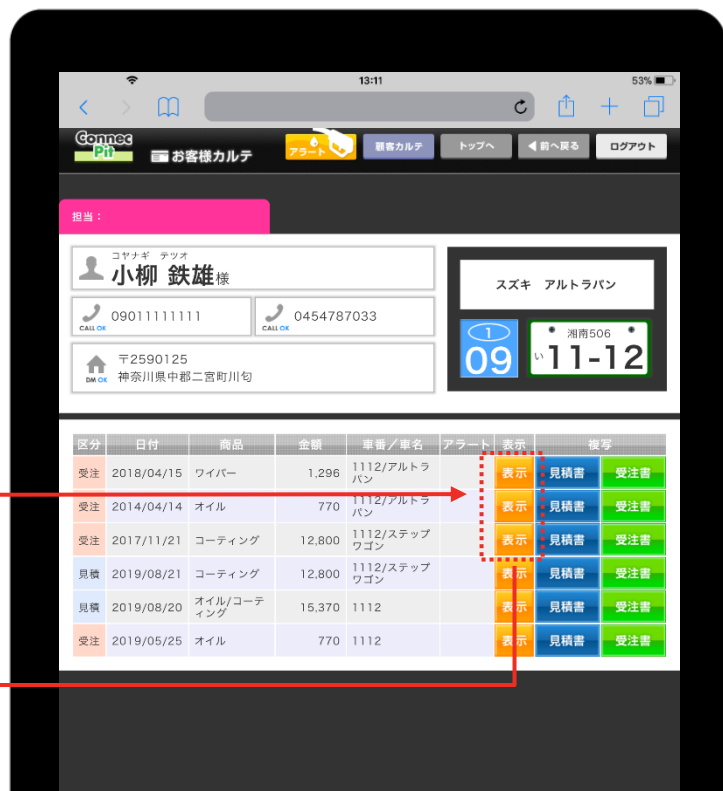 13:11
53%
Connec
Pit
お客様カルテ
アラート
顧客カルテ
トップへ
前へ戻る
ログアウト
担当：
コヤナギ テツオ
小柳 鉄雄様
CALL OK
09011111111
CALL OK
0454787033
DM OK
〒2590125
神奈川県中郡二宮町川匂
スズキ アルトラパン
1
09
湘南506
い 11-12
区分 日付 商品 金額 車番／車名 アラート 表示 複写
受注 2018/04/15 ワイパー 1,296 1112/アルトラ
パン
表示 見積書 受注書
受注 2014/04/14 オイル 770 1112/アルトラ
パン
表示 見積書 受注書
受注 2017/11/21 コーティング 12,800 1112/ステップ
ワゴン
表示 見積書 受注書
見積 2019/08/21 コーティング 12,800 1112/ステップ
ワゴン
表示 見積書 受注書
見積 2019/08/20 オイル/コーテ
ィング
15,370 1112 表示 見積書 受注書
受注 2019/05/25 オイル 770 1112 表示 見積書 受注書